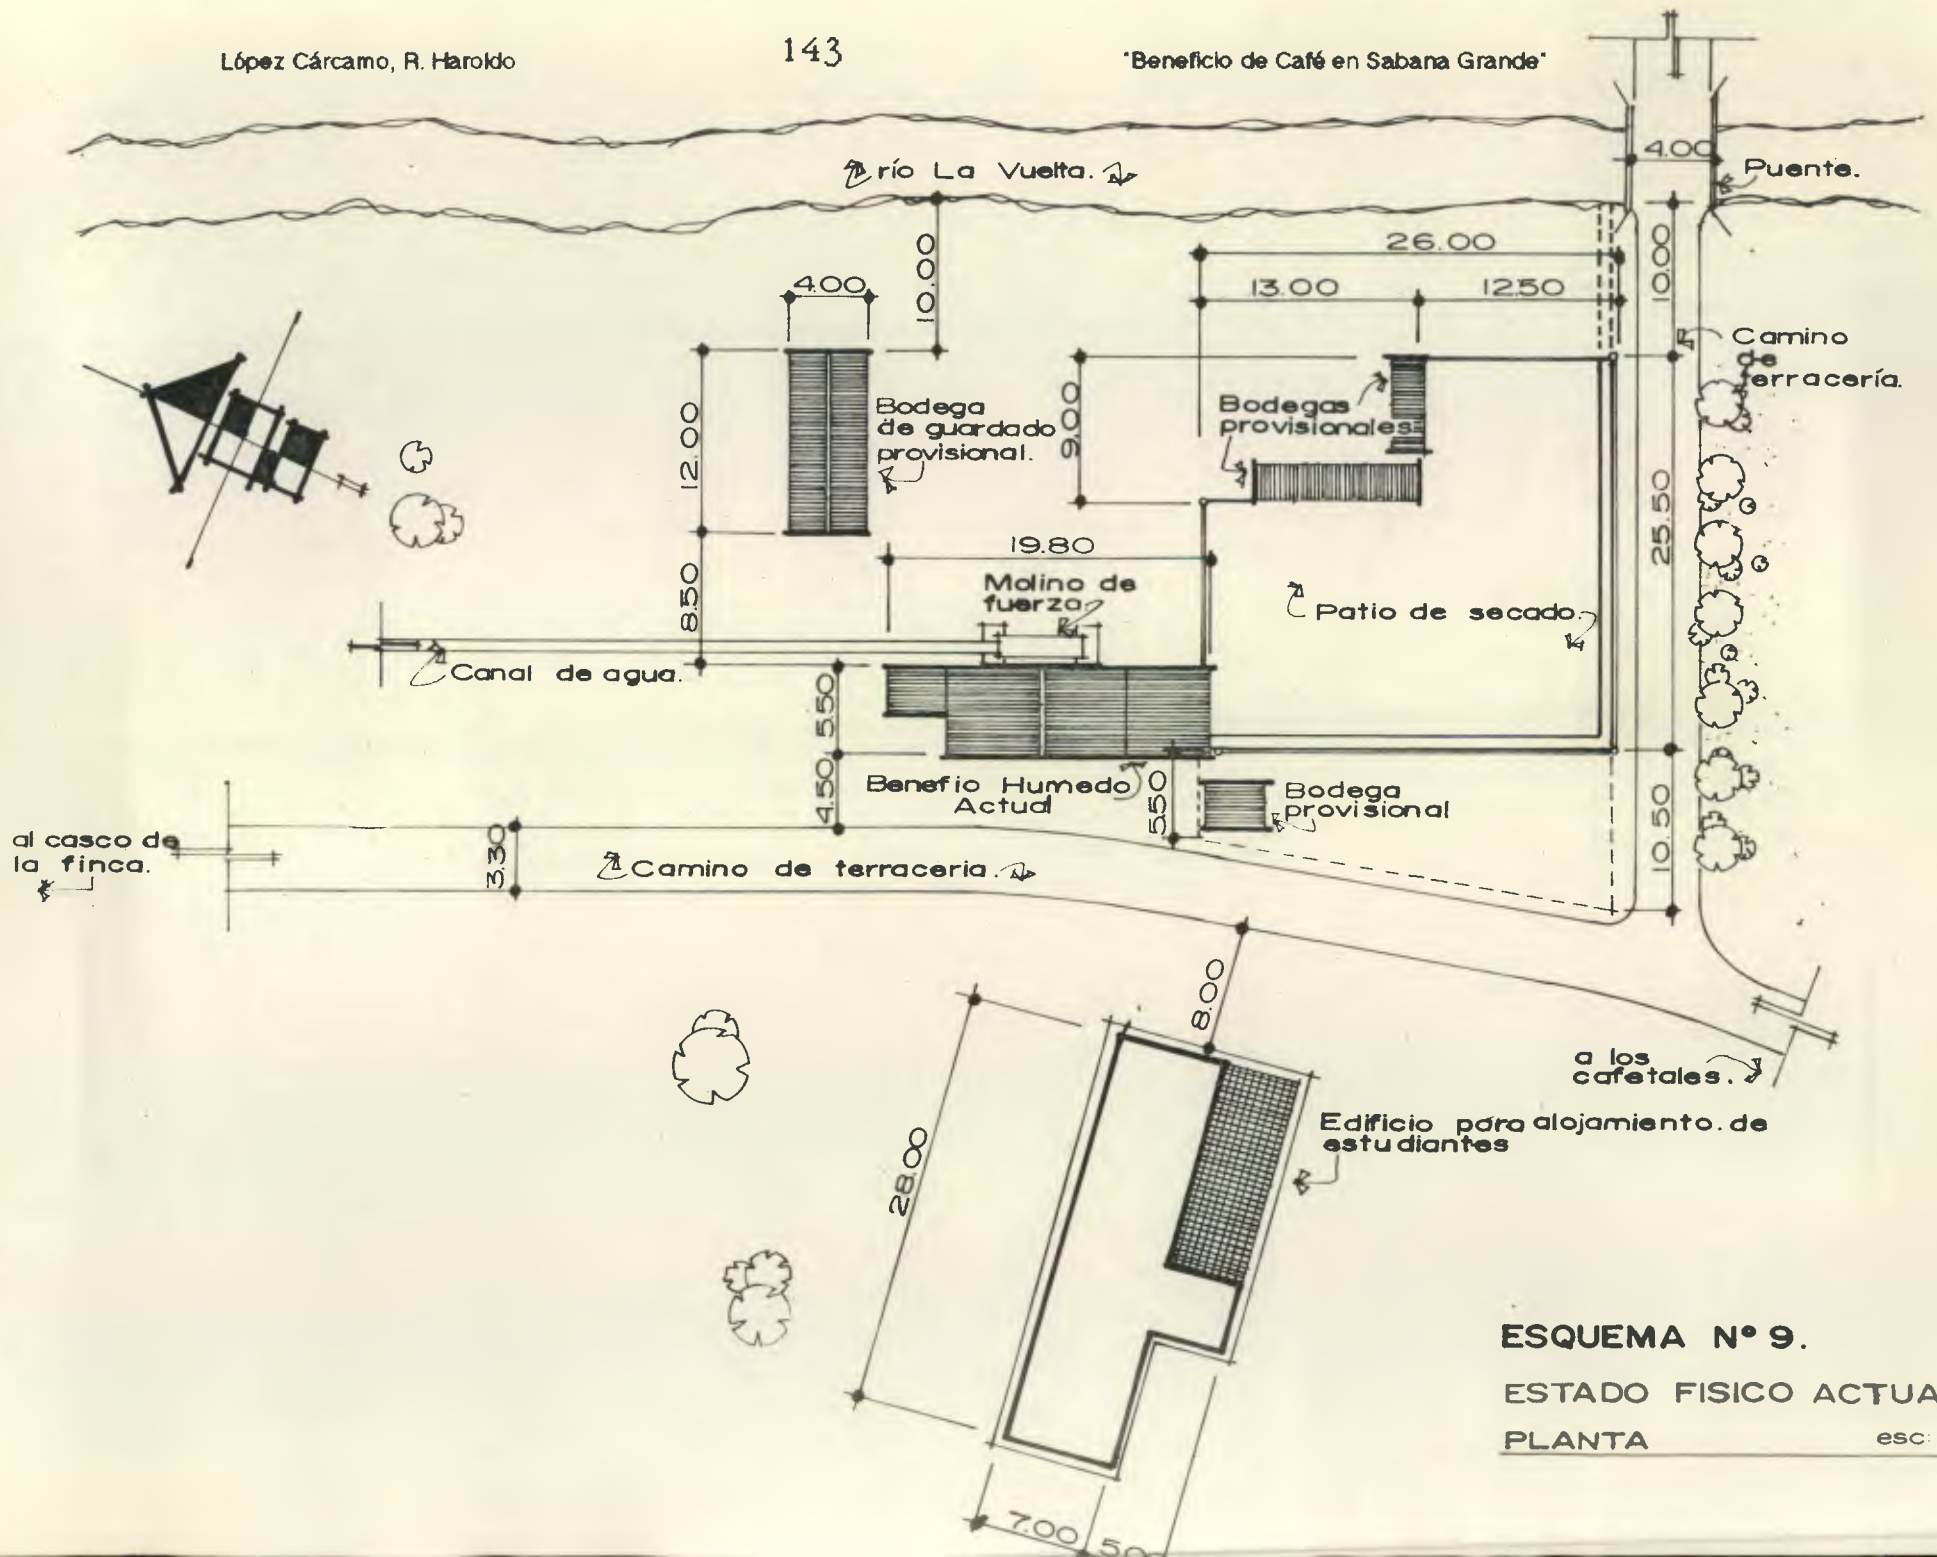 López Cárcamo, R. Haroldo
143
"Beneficio de Café en Sabana Grande"
río La Vuelta.
4.00
Puente.
10.00
26.00
13.00
12.50
10.00
4.00
Camino
de
terracería.
12.00
Bodega
de guardado
provisional.
9.00
Bodegas
provisionales
25.50
19.80
Molino de
fuerza
8.50
Patio de secado.
Canal de agua.
5.50
4.50
Benefio Humedo
Actual
5.50
Bodega
provisional
10.50
al casco de
la finca.
3.30
Camino de terraceria.
8.00
a los
cafetales.
28.00
Edificio para alojamiento. de
estudiantes
7.00
ESQUEMA Nº 9.
ESTADO FISICO ACTUA
PLANTA esc: